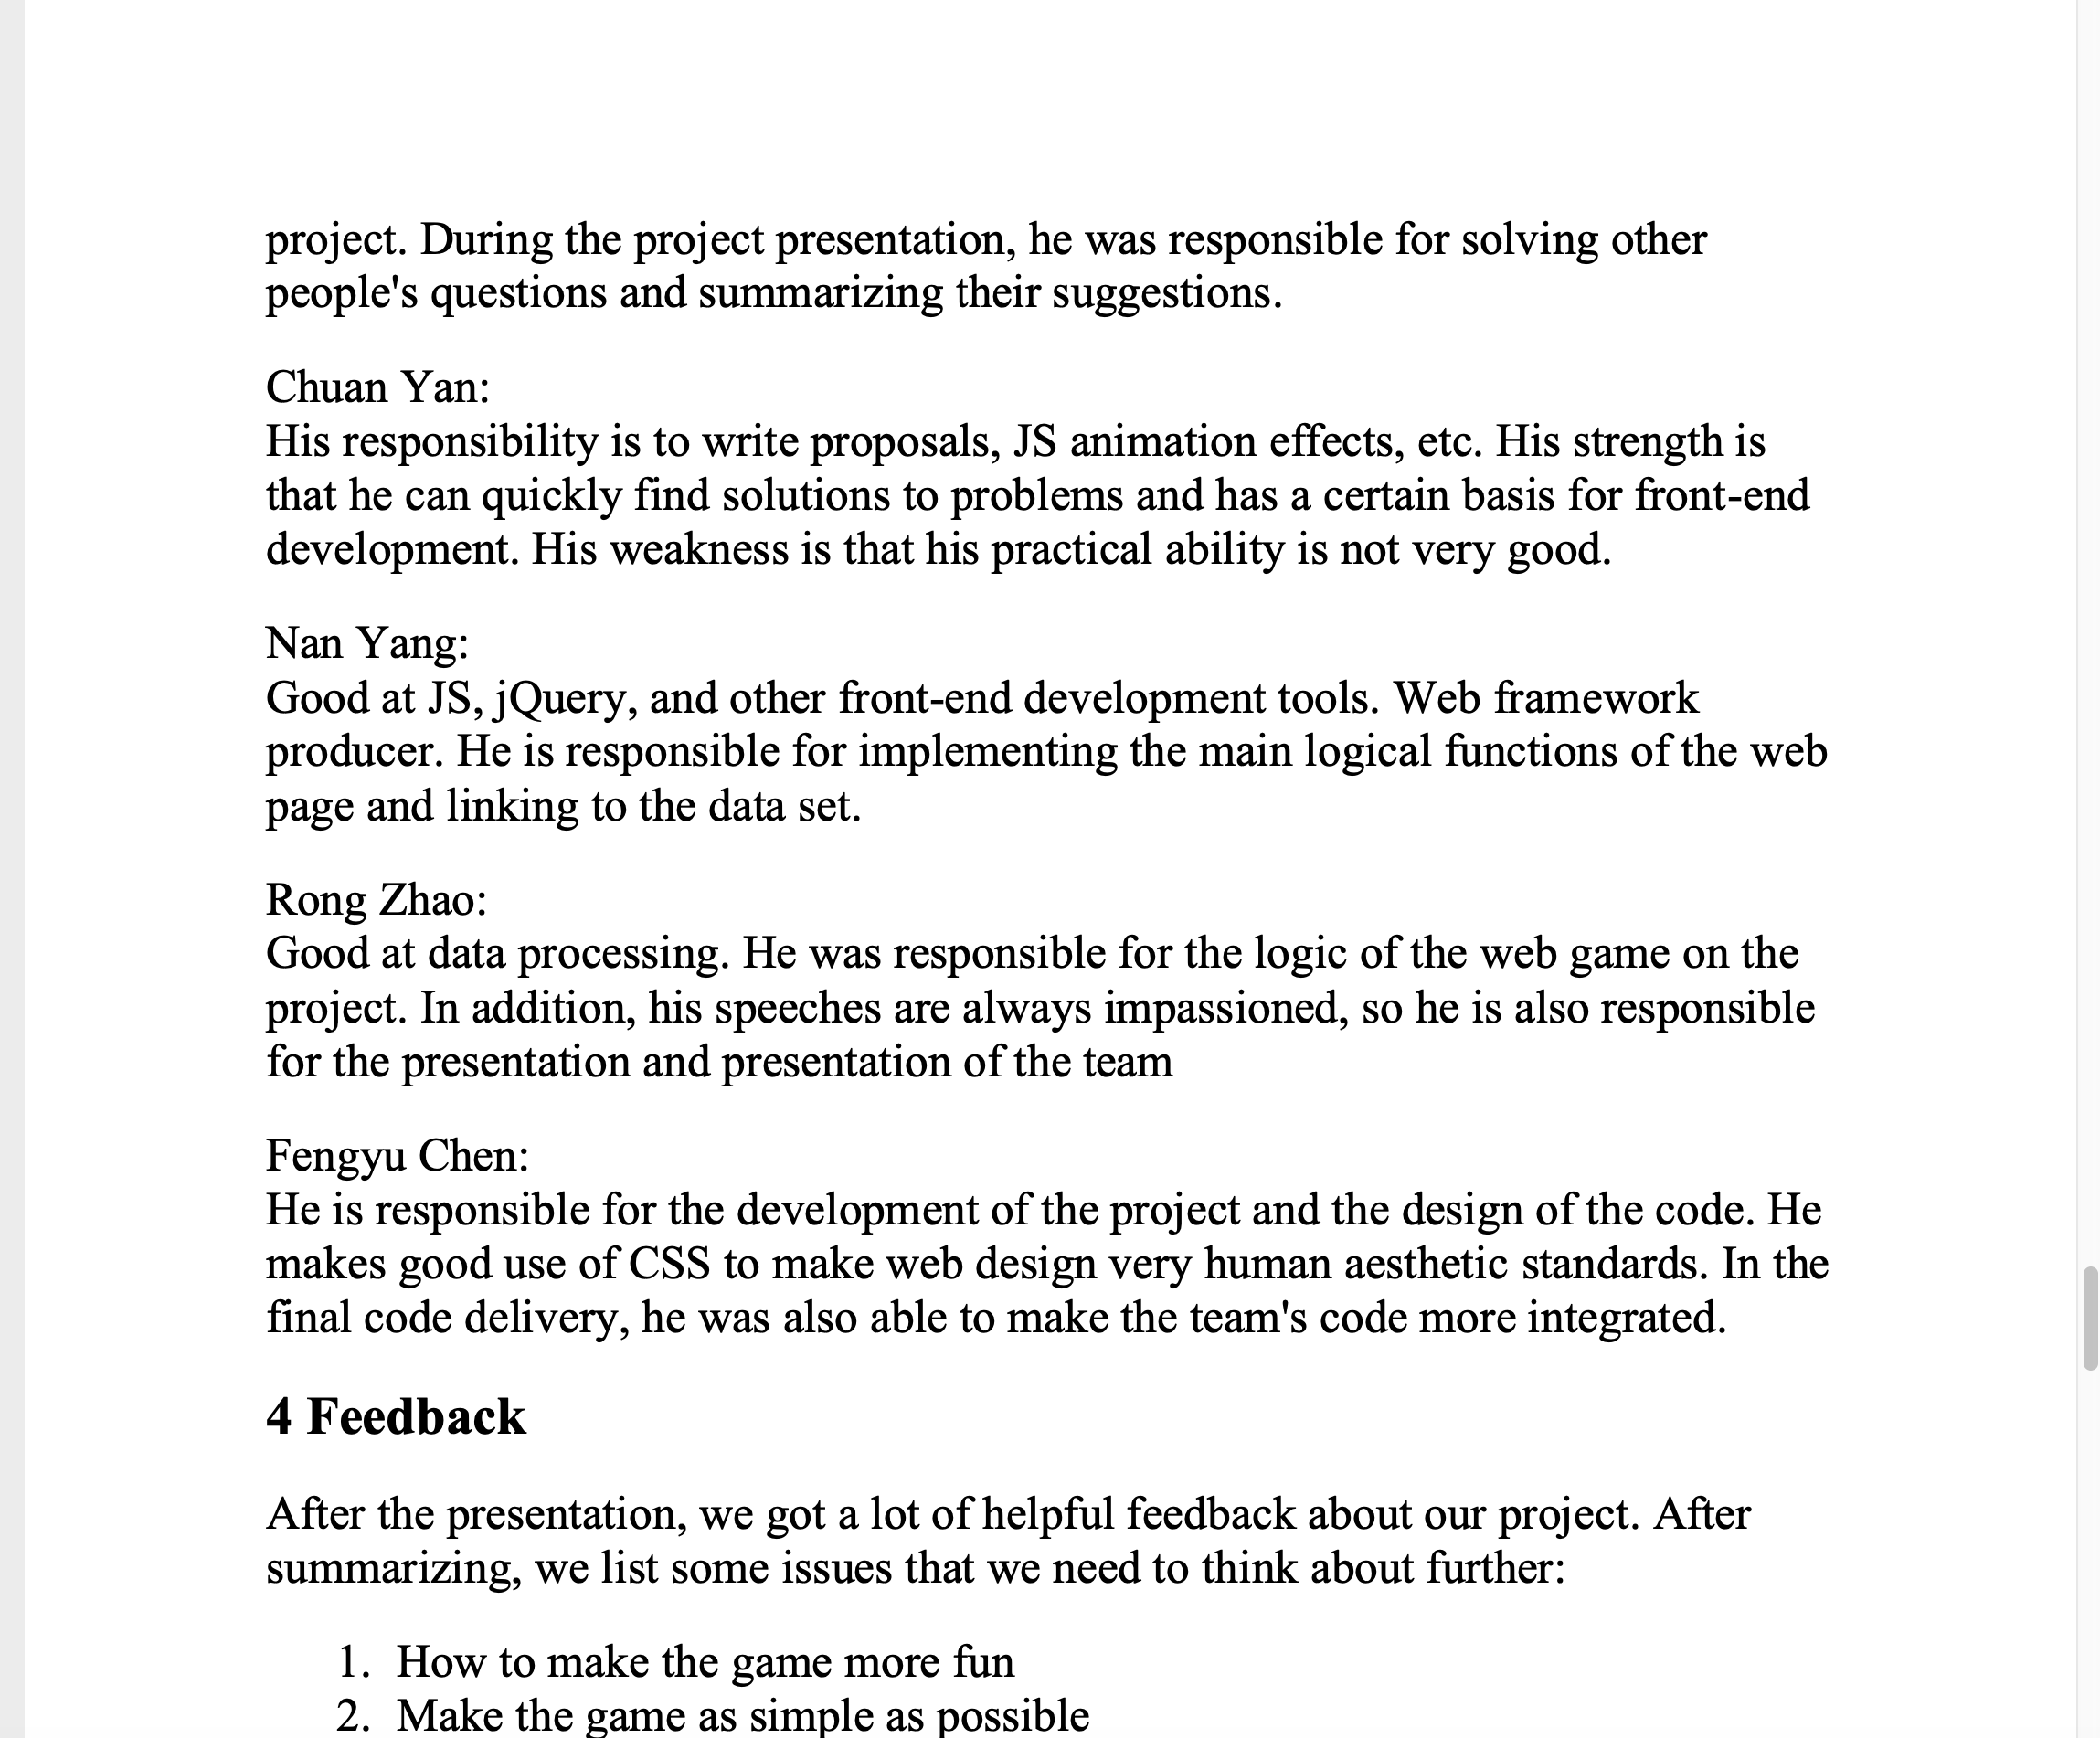 project. During the project presentation, he was responsible for solving other
people's questions and summarizing their suggestions.
Chuan Yan:
His responsibility is to write proposals, JS animation effects, etc. His strength is
that he can quickly find solutions to problems and has a certain basis for front-end
development. His weakness is that his practical ability is not very good.
Nan Yang:
Good at JS, jQuery, and other front-end development tools. Web framework
producer. He is responsible for implementing the main logical functions of the web
page and linking to the data set.
Rong Zhao:
Good at data processing. He was responsible for the logic of the web game on the
project. In addition, his speeches are always impassioned, so he is also responsible
for the presentation and presentation of the team
Fengyu Chen:
He is responsible for the development of the project and the design of the code. He
makes good use of CSS to make web design very human aesthetic standards. In the
final code delivery, he was also able to make the team's code more integrated.
4 Feedback
After the presentation, we got a lot of helpful feedback about our project. After
summarizing, we list some issues that we need to think about further:
1. How to make the game more fun
2. Make the game as simple as possible